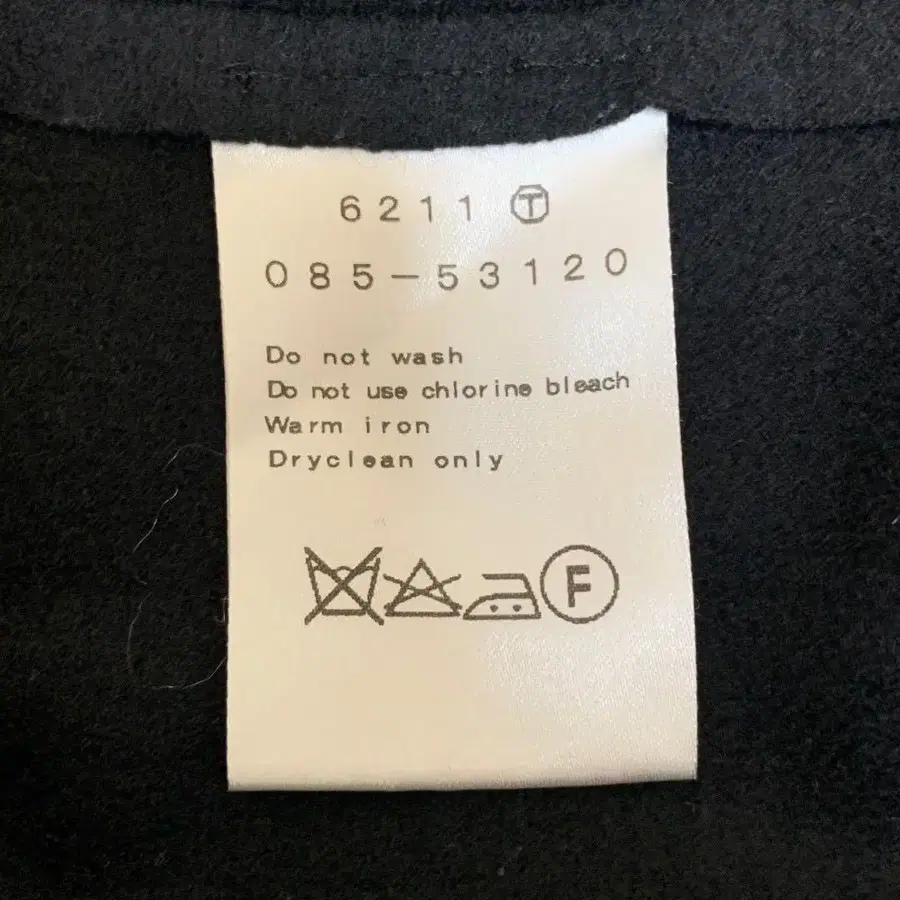 6211 Ⓣ
085-53120
Do not wash
Do not use chlorine bleach
Warm iron
Dryclean only
F